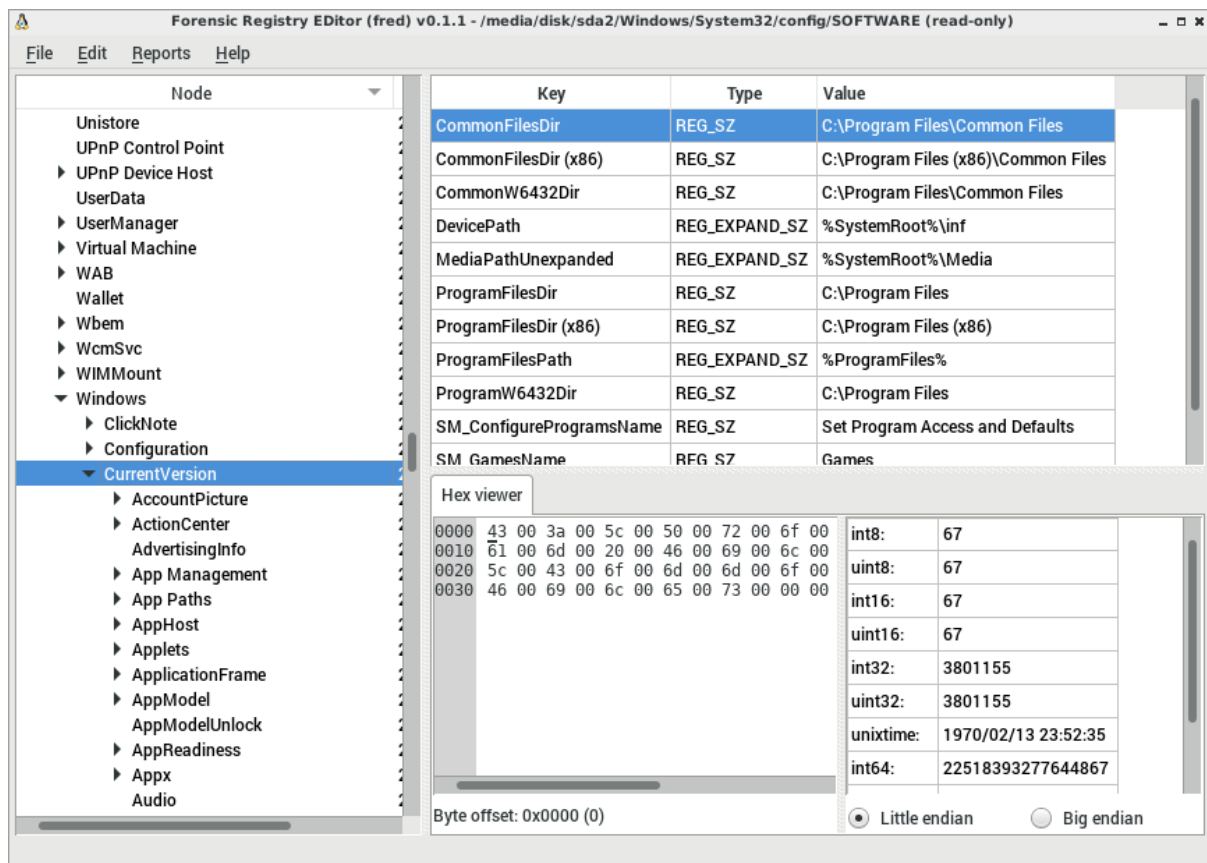 Forensic Registry EDitor (fred) v0.1.1 - /media/disk/sda2/Windows/System32/config/SOFTWARE (read-only)
File Edit Reports Help
Node
Unistore
UPnP Control Point
UPnP Device Host
UserData
UserManager
Virtual Machine
WAB
Wallet
Wbem
WcmSvc
WIMMount
Windows
ClickNote
Configuration
CurrentVersion
AccountPicture
ActionCenter
AdvertisingInfo
App Management
App Paths
AppHost
Applets
ApplicationFrame
AppModel
AppModelUnlock
AppReadiness
Appx
Audio
Key Type Value
CommonFilesDir REG_SZ C:\Program Files\Common Files
CommonFilesDir (x86) REG_SZ C:\Program Files (x86)\Common Files
CommonW6432Dir REG_SZ C:\Program Files\Common Files
DevicePath REG_EXPAND_SZ %SystemRoot%\inf
MediaPathUnexpanded REG_EXPAND_SZ %SystemRoot%\Media
ProgramFilesDir REG_SZ C:\Program Files
ProgramFilesDir (x86) REG_SZ C:\Program Files (x86)
ProgramFilesPath REG_EXPAND_SZ %ProgramFiles%
ProgramW6432Dir REG_SZ C:\Program Files
SM_ConfigureProgramsName REG_SZ Set Program Access and Defaults
SM_GamesName REG_SZ Games
Hex viewer
0000 43 00 3a 00 5c 00 50 00 72 00 6f 00
0010 61 00 6d 00 20 00 46 00 69 00 6c 00
0020 5c 00 43 00 6f 00 6d 00 6d 00 6f 00
0030 46 00 69 00 6c 00 65 00 73 00 00 00
Byte offset: 0x0000 (0)
int8: 67
uint8: 67
int16: 67
uint16: 67
int32: 3801155
uint32: 3801155
unixtime: 1970/02/13 23:52:35
int64: 22518393277644867
Little endian Big endian